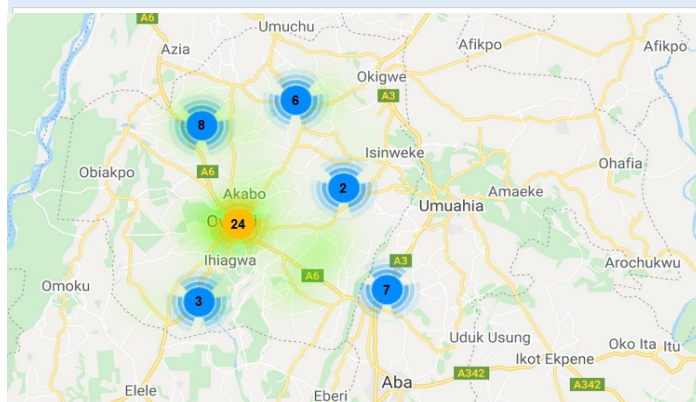 A6
Umuchu
Azia
Afikpo
Afikpo
Okigwe
A3
6
8
Isinweke
Ohafia
Obiakpo
A6
2
Akabo
Amaeke
Umuahia
24
Ihiagwa
A3
Arochukwu
A6
Omoku
7
3
Uduk Usung
Oko Ita
Itu
Ikot Ekpene
A342
A342
Elele
Aba
Eberi